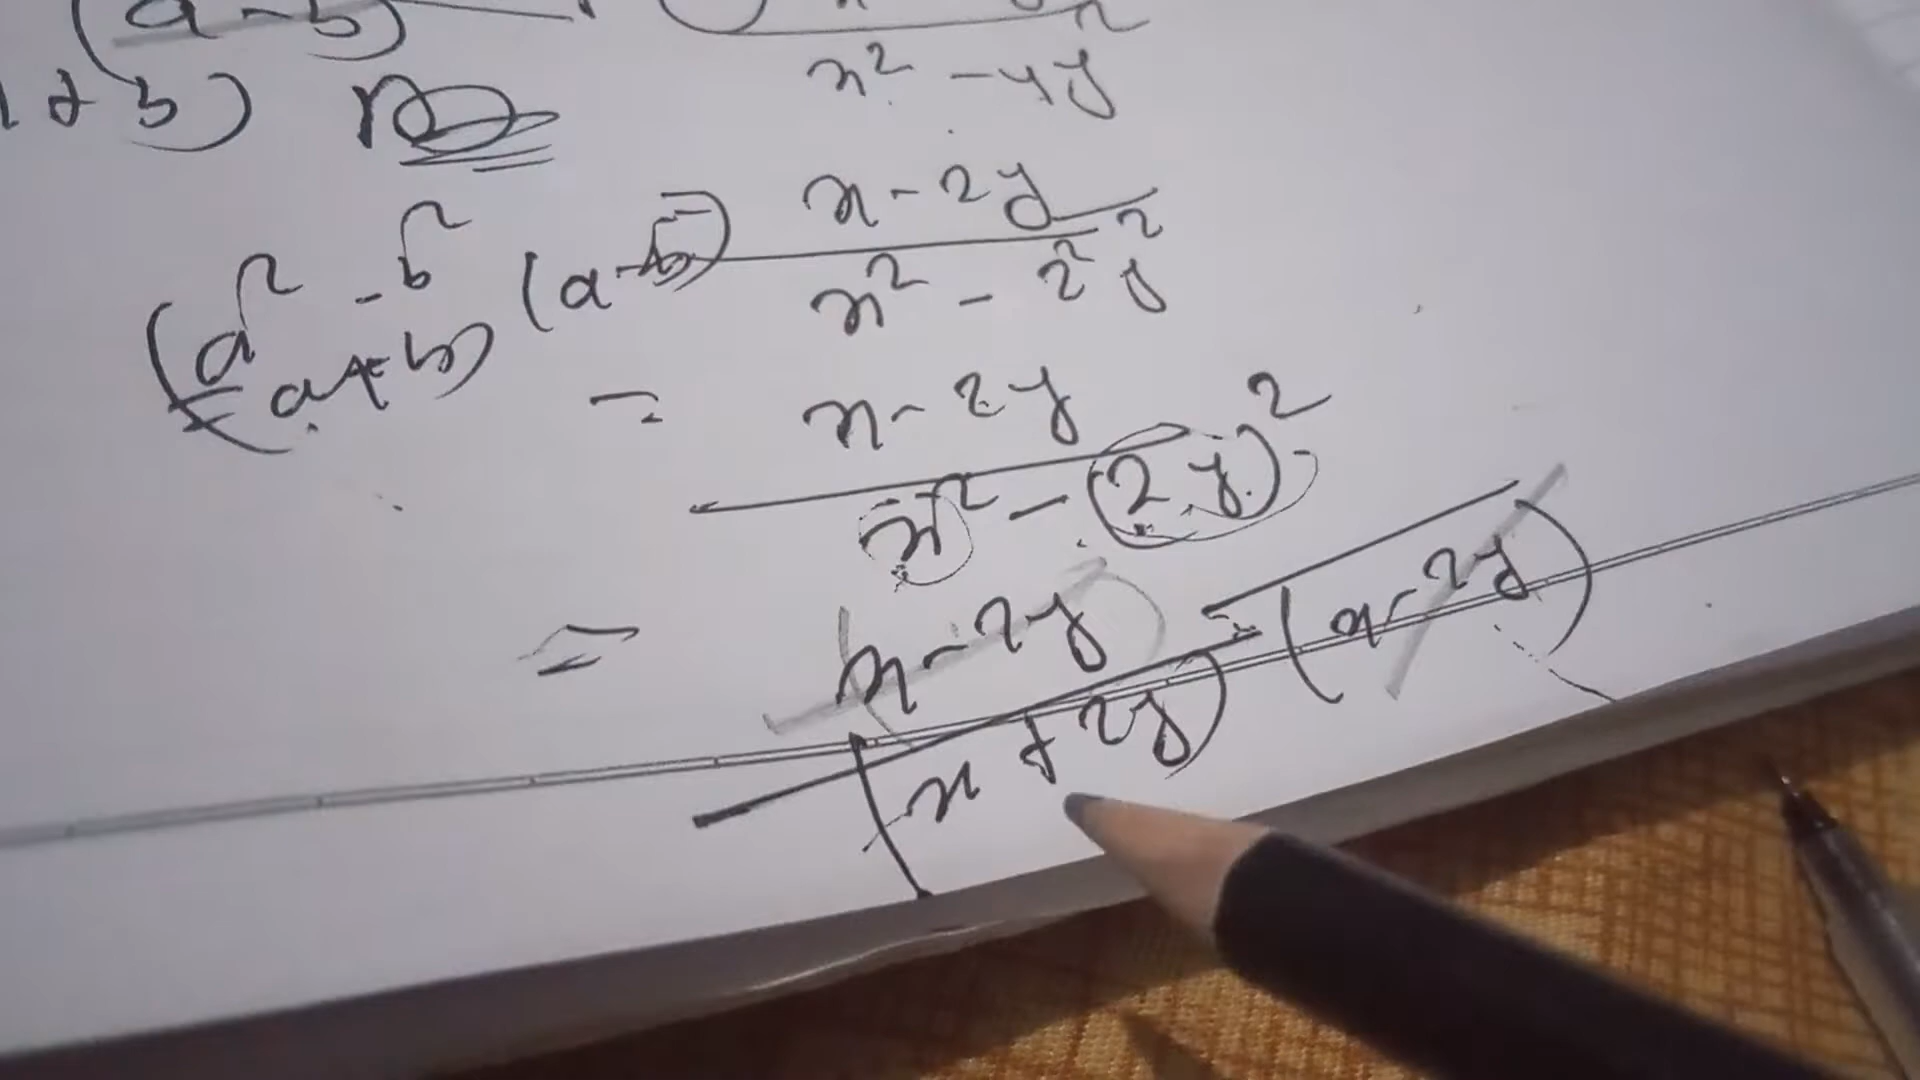 (a-b)
+ b)
x² - 4y²
x - 2y
x² - 2²y²
a² - b²
= (a+b) (a-b)
= x - 2y
x² - (2y)²
= x - 2y
(x + 2y) (x - 2y)